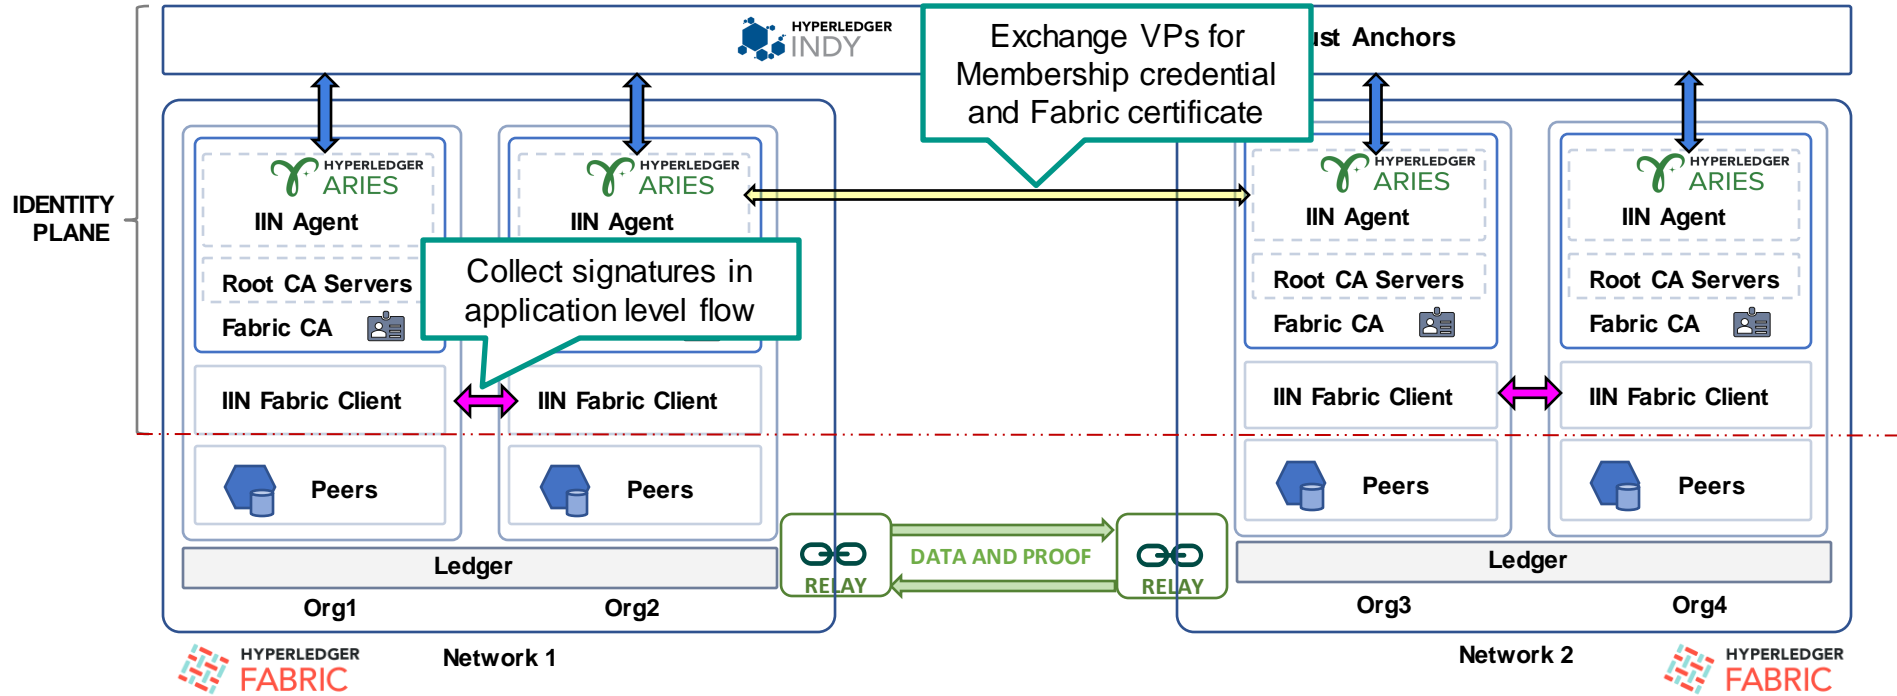 HYPERLEDGER
INDY
Exchange VPs for
Membership credential
and Fabric certificate
ust Anchors
IDENTITY
PLANE
HYPERLEDGER
ARIES
IIN Agent
Root CA Servers
Fabric CA
IIN Fabric Client
Peers
HYPERLEDGER
ARIES
IIN Agent
Collect signatures in
application level flow
IIN Fabric Client
Peers
Ledger
Org1
Org2
Network 1
HYPERLEDGER
FABRIC
RELAY
DATA AND PROOF
RELAY
HYPERLEDGER
ARIES
IIN Agent
Root CA Servers
Fabric CA
IIN Fabric Client
Peers
HYPERLEDGER
ARIES
IIN Agent
Root CA Servers
Fabric CA
IIN Fabric Client
Peers
Ledger
Org3
Org4
Network 2
HYPERLEDGER
FABRIC